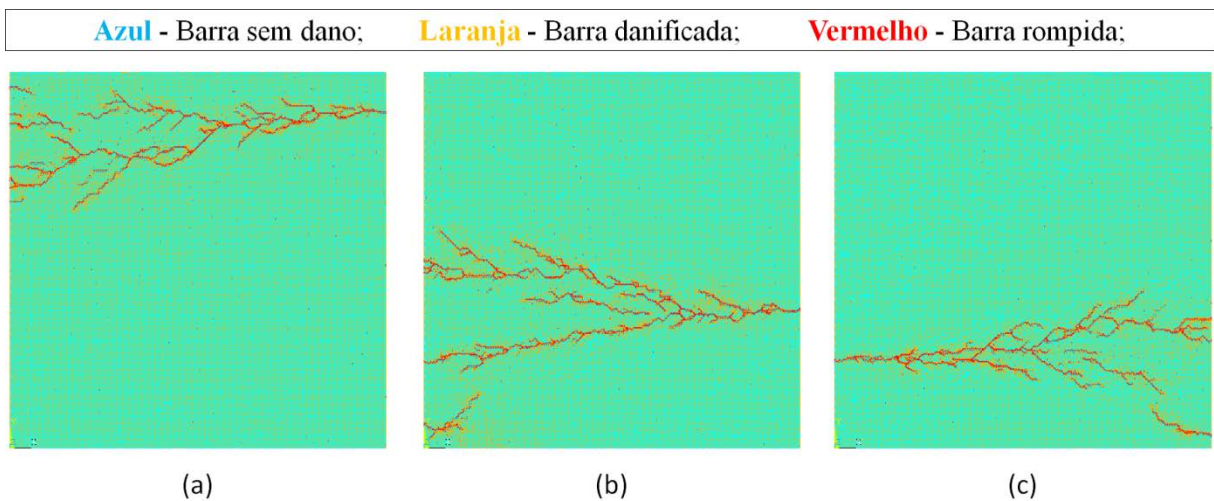 Azul - Barra sem dano; Laranja - Barra danificada; Vermelho - Barra rompida;
(a) (b) (c)